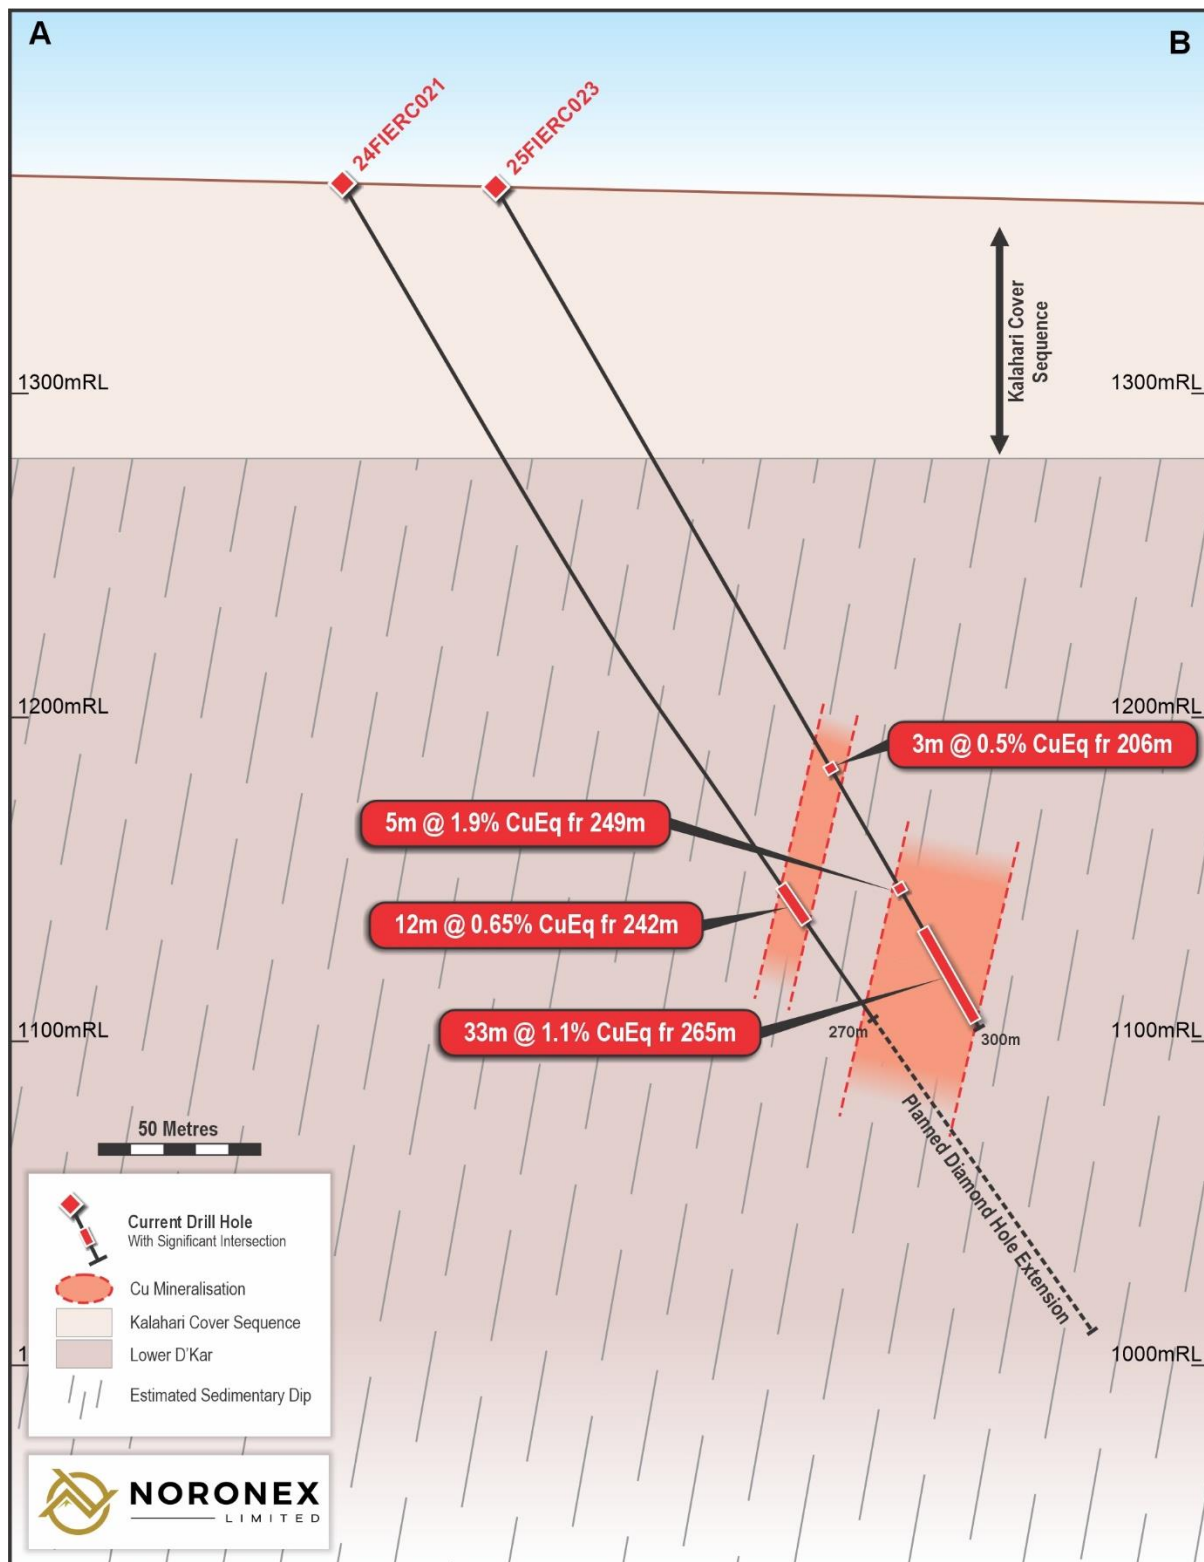 A
B
24FIERC021
25FIERC023
Kalahari Cover
Sequence
1300mRL
1300mRL
1200mRL
1200mRL
3m @ 0.5% CuEq fr 206m
5m @ 1.9% CuEq fr 249m
12m @ 0.65% CuEq fr 242m
33m @ 1.1% CuEq fr 265m
270m
300m
1100mRL
1100mRL
Planned Diamond Hole Extension
50 Metres
Current Drill Hole
With Significant Intersection
Cu Mineralisation
Kalahari Cover Sequence
Lower D'Kar
Estimated Sedimentary Dip
1
1000mRL
NORONEX
LIMITED